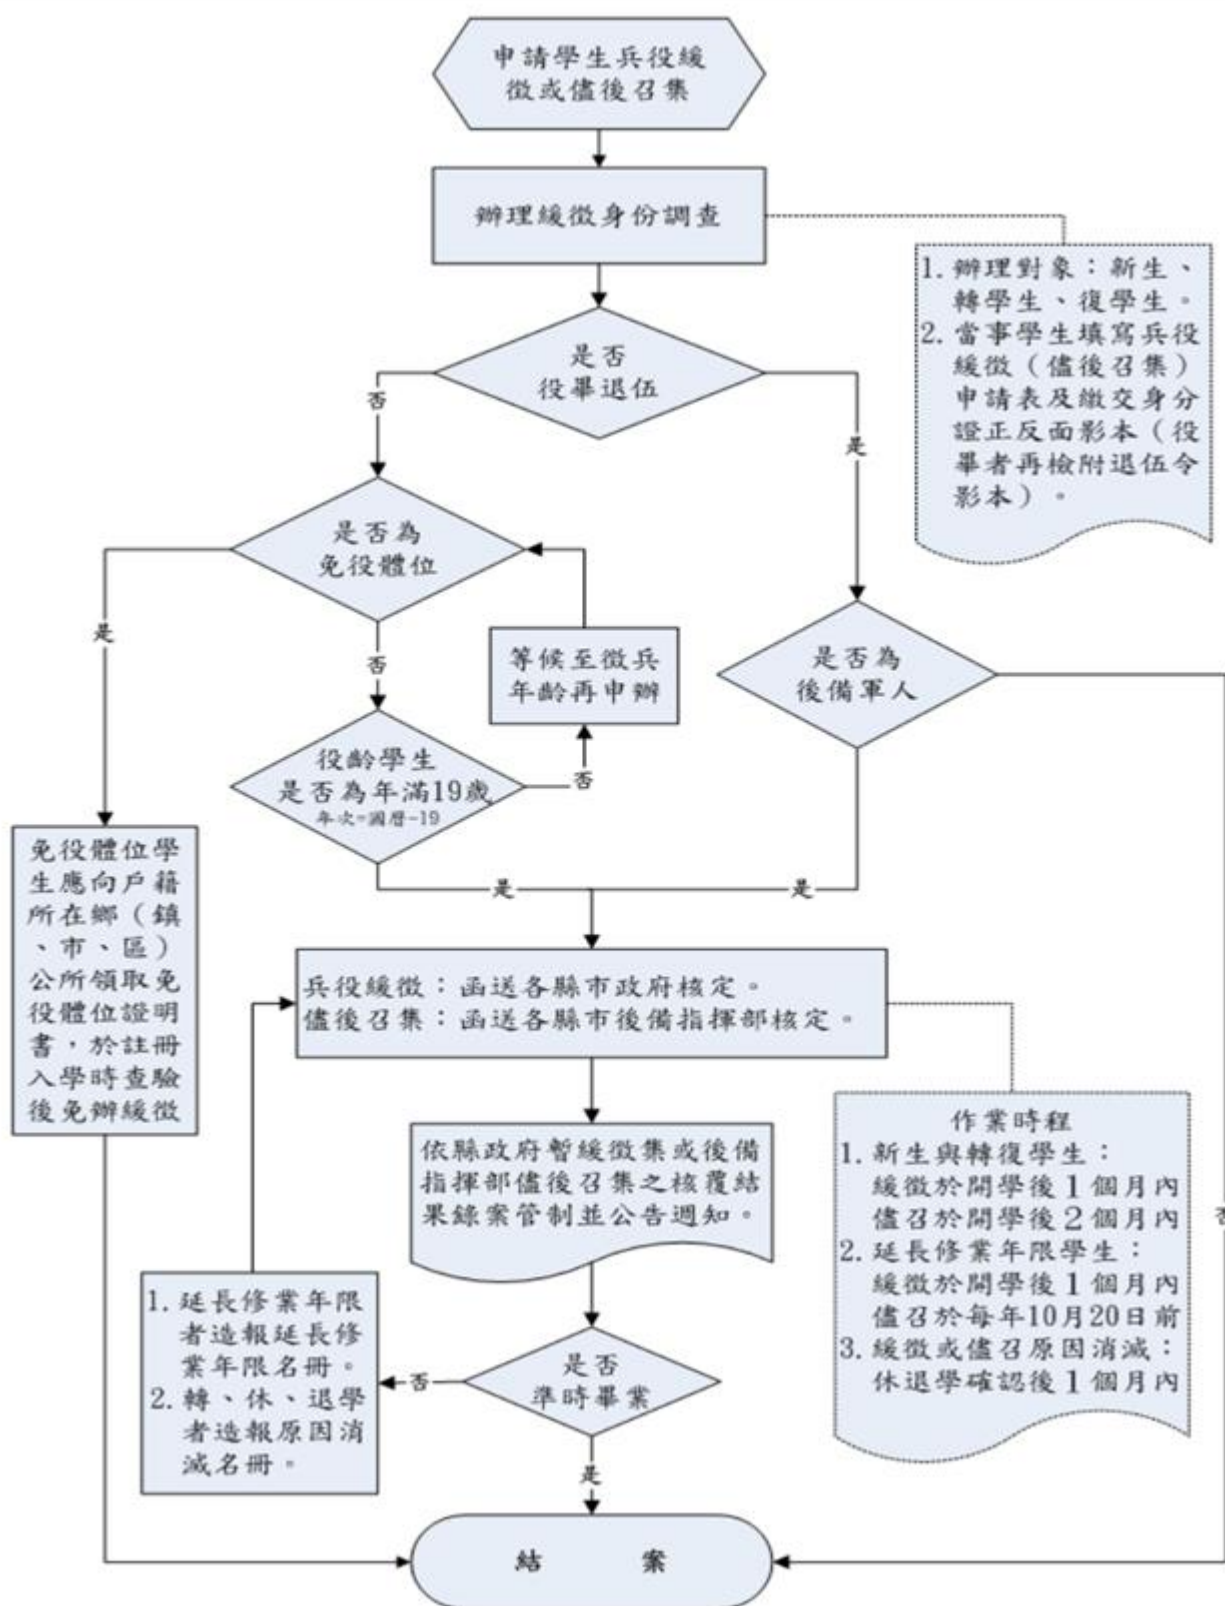 申請學生兵役緩
徵或儘後召集
辦理緩徵身份調查
1. 辦理對象：新生、
轉學生、復學生。
2. 當事學生填寫兵役
緩徵（儘後召集）
申請表及繳交身分
證正反面影本（役
畢者再檢附退伍令
影本）。
是否
役畢退伍
否
是
是否為
免役體位
是
否
等候至徵兵
年齡再申辦
是否為
後備軍人
役齡學生
是否為年滿19歲
年次=國曆-19
否
是
是
免役體位學
生應向戶籍
所在鄉（鎮
、市、區）
公所領取免
役體位證明
書，於註冊
入學時查驗
後免辦緩徵
兵役緩徵：函送各縣市政府核定。
儘後召集：函送各縣市後備指揮部核定。
依縣政府暫緩徵集或後備
指揮部儘後召集之核覆結
果錄案管制並公告週知。
作業時程
1. 新生與轉復學生：
緩徵於開學後1個月內
儘召於開學後2個月內
2. 延長修業年限學生：
緩徵於開學後1個月內
儘召於每年10月20日前
3. 緩徵或儘召原因消滅：
休退學確認後1個月內
否
1. 延長修業年限
者造報延長修
業年限名冊。
2. 轉、休、退學
者造報原因消
滅名冊。
否
是否
準時畢業
是
結 案